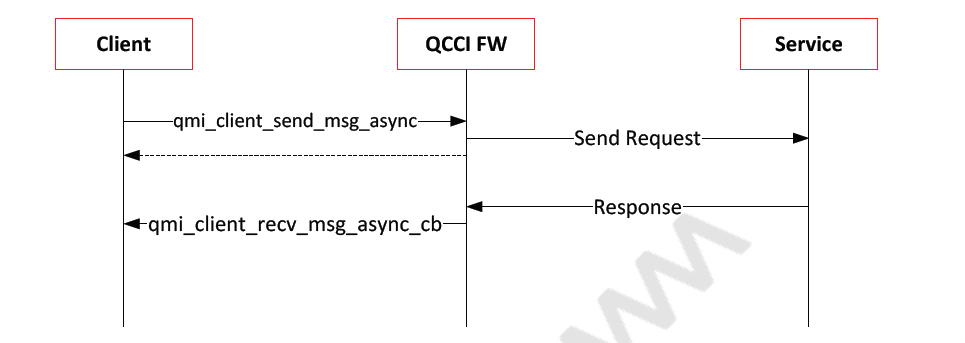 Client
QCCI FW
Service
qmi_client_send_msg_async
Send Request
Response
qmi_client_recv_msg_async_cb